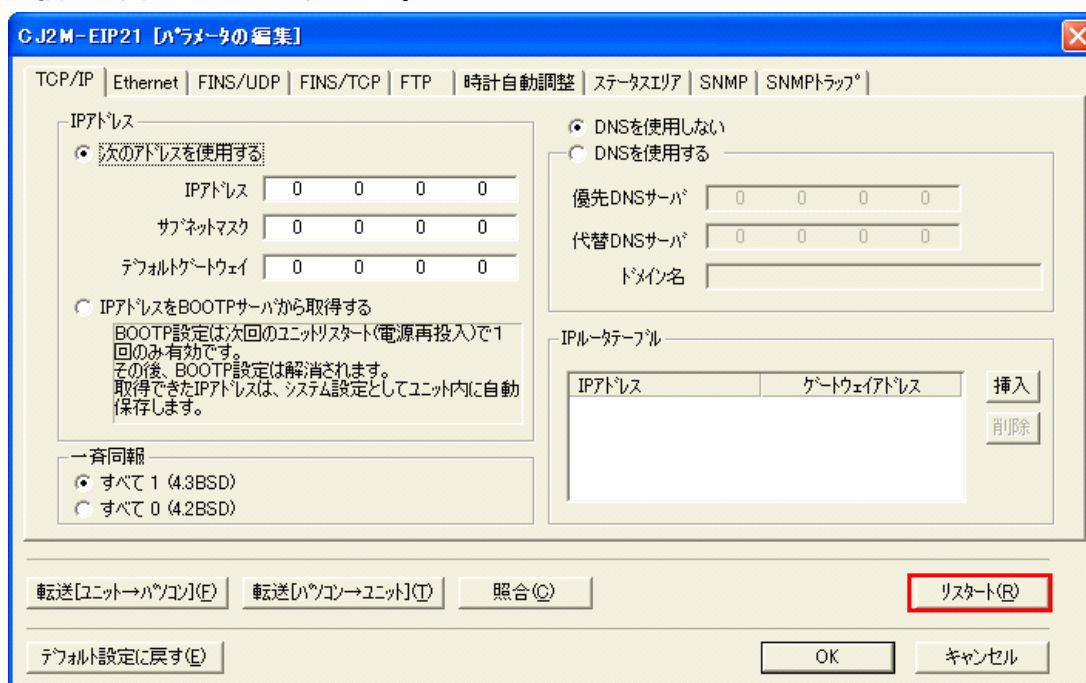 CJ2M-EIP21 [ﾊﾟﾗﾒｰﾀの編集]
TCP/IP Ethernet FINS/UDP FINS/TCP FTP 時計自動調整 ｽﾃｰﾀｽｴﾘｱ SNMP SNMPﾄﾗｯﾌﾟ
IPｱﾄﾞﾚｽ
次のｱﾄﾞﾚｽを使用する
IPｱﾄﾞﾚｽ 0 0 0 0
ｻﾌﾞﾈｯﾄﾏｽｸ 0 0 0 0
ﾃﾞﾌｫﾙﾄｹﾞｰﾄｳｪｲ 0 0 0 0
IPｱﾄﾞﾚｽをBOOTPｻｰﾊﾞから取得する
BOOTP設定は次回のﾕﾆｯﾄﾘｽﾀｰﾄ(電源再投入)で1
回のみ有効です。
その後、BOOTP設定は解消されます。
取得できたIPｱﾄﾞﾚｽは、ｼｽﾃﾑ設定としてﾕﾆｯﾄ内に自動
保存します。
一斉同報
すべて 1 (4.3BSD)
すべて 0 (4.2BSD)
DNSを使用しない
DNSを使用する
優先DNSｻｰﾊﾞ 0 0 0 0
代替DNSｻｰﾊﾞ 0 0 0 0
ﾄﾞﾒｲﾝ名
IPﾙｰﾀﾃｰﾌﾞﾙ
IPｱﾄﾞﾚｽ ｹﾞｰﾄｳｪｲｱﾄﾞﾚｽ
挿入
削除
転送[ﾕﾆｯﾄ→ﾊﾟｿｺﾝ](F) 転送[ﾊﾟｿｺﾝ→ﾕﾆｯﾄ](T) 照合(C) ﾘｽﾀｰﾄ(R)
ﾃﾞﾌｫﾙﾄ設定に戻す(E) OK ｷｬﾝｾﾙ